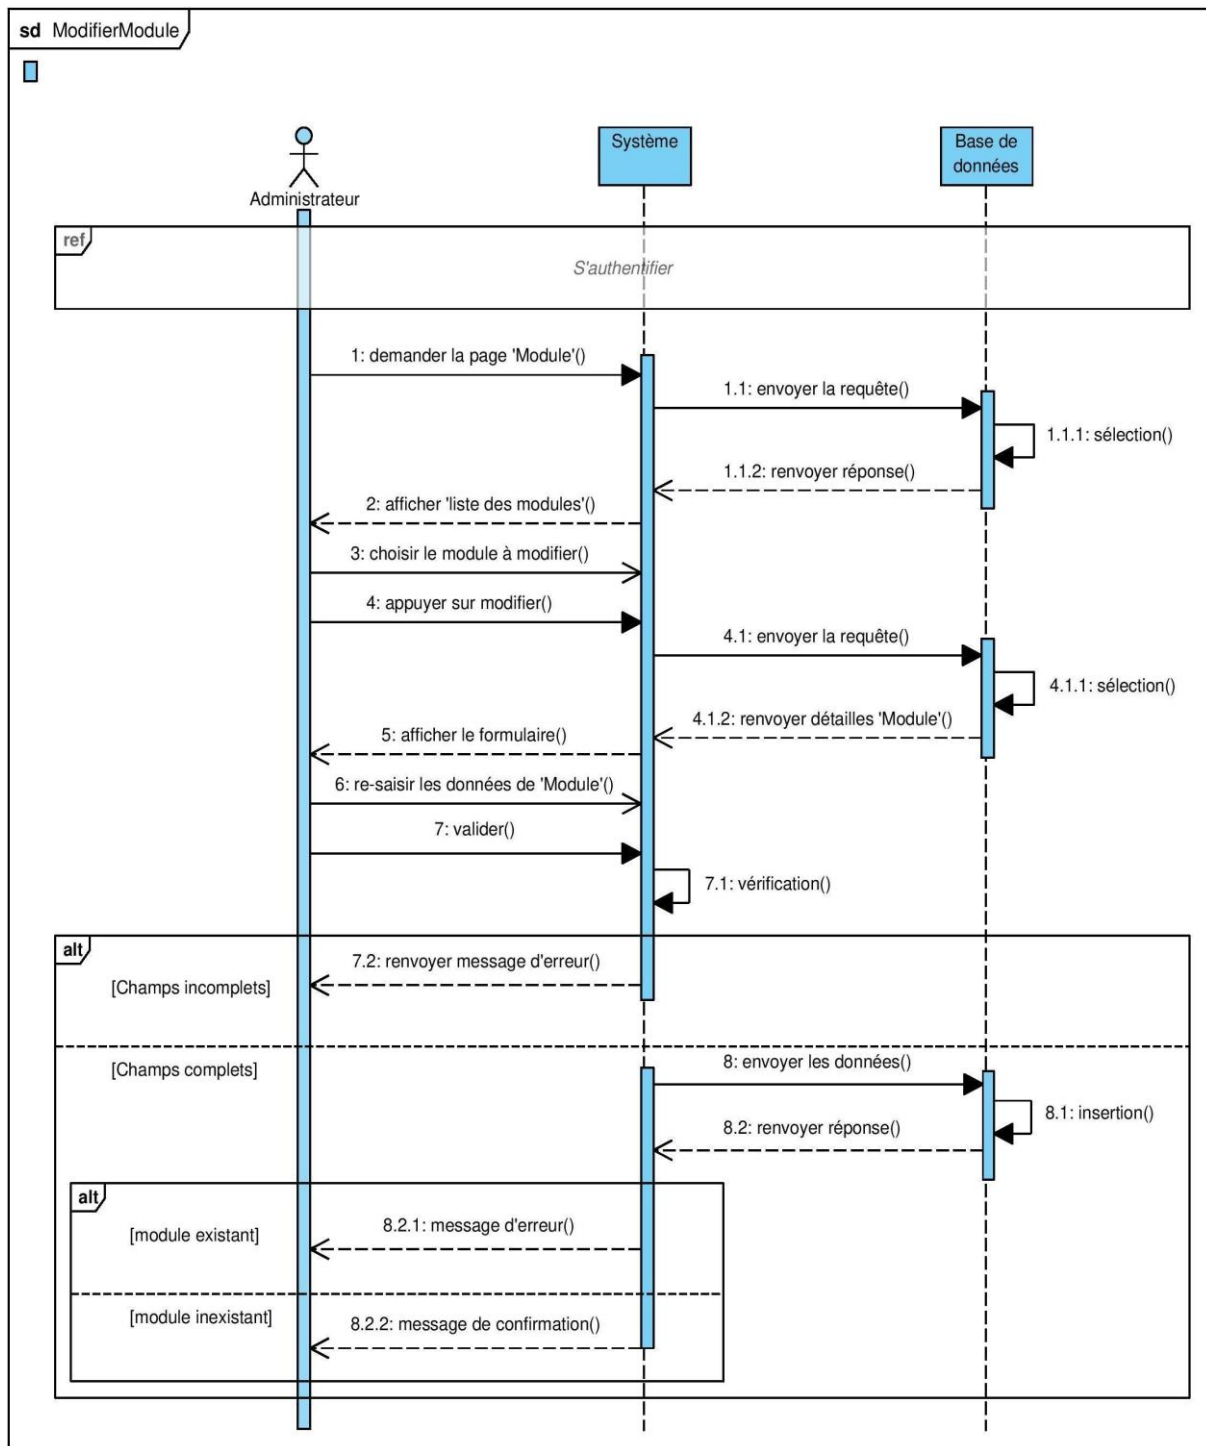 sd ModifierModule
Système
Base de
données
Administrateur
ref
S'authentifier
1: demander la page 'Module'()
1.1: envoyer la requête()
1.1.1: sélection()
1.1.2: renvoyer réponse()
2: afficher 'liste des modules'()
3: choisir le module à modifier()
4: appuyer sur modifier()
4.1: envoyer la requête()
4.1.1: sélection()
4.1.2: renvoyer détailles 'Module'()
5: afficher le formulaire()
6: re-saisir les données de 'Module'()
7: valider()
7.1: vérification()
alt
7.2: renvoyer message d'erreur()
[Champs incomplets]
[Champs complets]
8: envoyer les données()
8.1: insertion()
8.2: renvoyer réponse()
alt
8.2.1: message d'erreur()
[module existant]
[module inexistant]
8.2.2: message de confirmation()